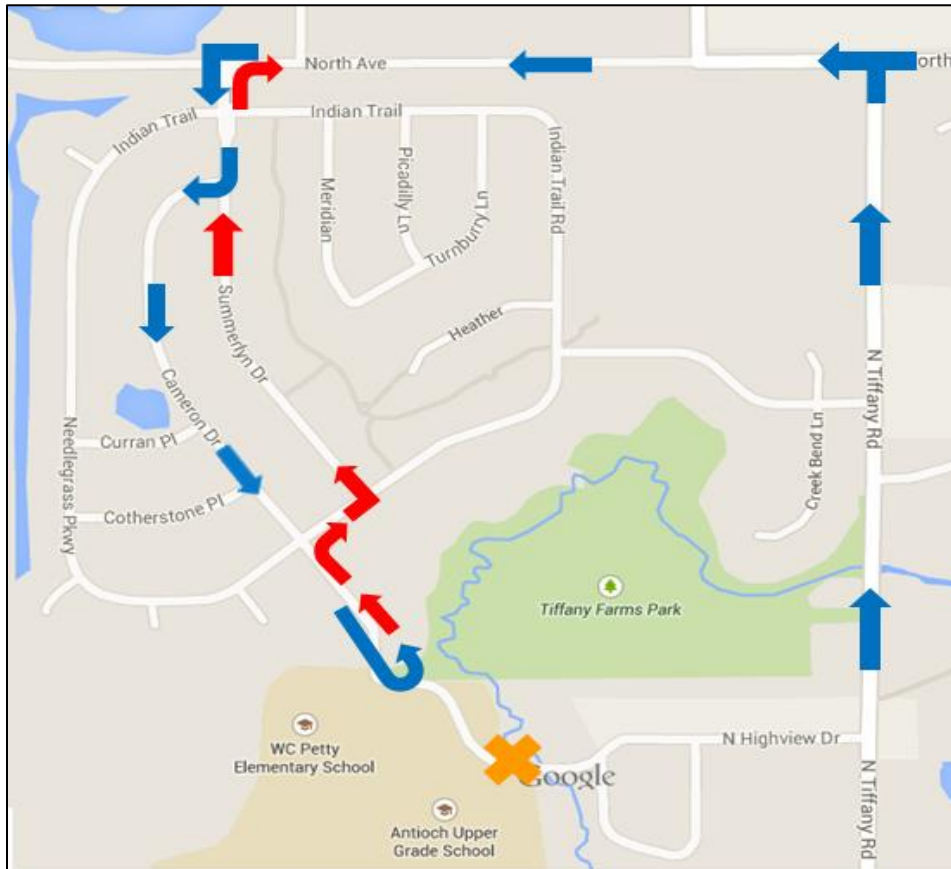 North Ave
orth
Indian Trail
Indian Trail
Indian Trail Rd
Meridian
Picadilly Ln
Turnburry Ln
Heather
Summerlyn Dr
Cameron Dr
Curran Pl
Cotherstone Pl
Needlegrass Pkwy
N Tiffany Rd
Creek Bend Ln
Tiffany Farms Park
WC Petty
Elementary School
N Highview Dr
Google
Antioch Upper
Grade School
N Tiffany Rd